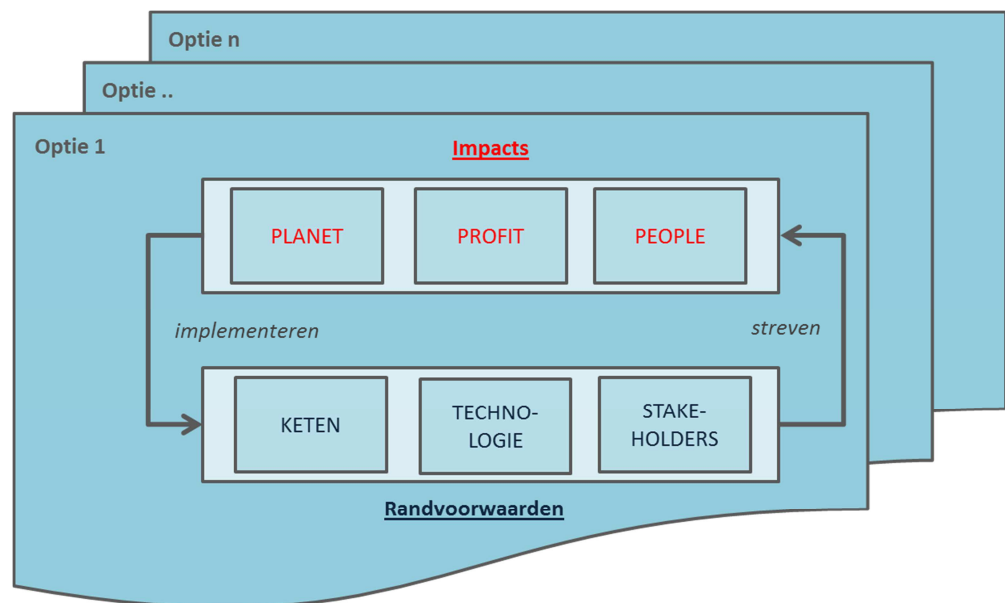 Optie n
Optie ..
Optie 1
Impacts
PLANET
PROFIT
PEOPLE
implementeren
streven
KETEN
TECHNO-
LOGIE
STAKE-
HOLDERS
Randvoorwaarden